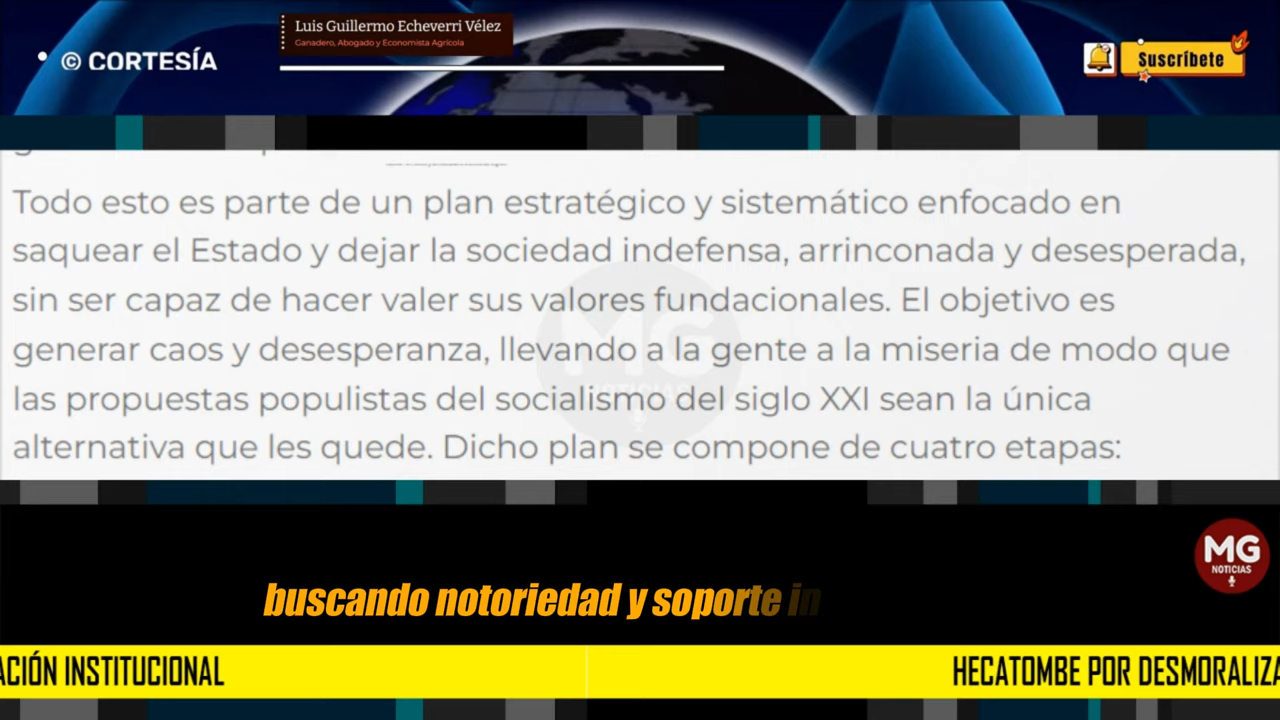 Luis Guillermo Echeverri Vélez
Ganadero, Abogado y Economista Agrícola
© CORTESÍA
Suscríbete
Todo esto es parte de un plan estratégico y sistemático enfocado en
saquear el Estado y dejar la sociedad indefensa, arrinconada y desesperada,
sin ser capaz de hacer valer sus valores fundacionales. El objetivo es
generar caos y desesperanza, llevando a la gente a la miseria de modo que
las propuestas populistas del socialismo del siglo XXI sean la única
alternativa que les quede. Dicho plan se compone de cuatro etapas:
MG
NOTICIAS
MG
NOTICIAS
buscando notoriedad y soporte in
ACIÓN INSTITUCIONAL
HECATOMBE POR DESMORALIZA